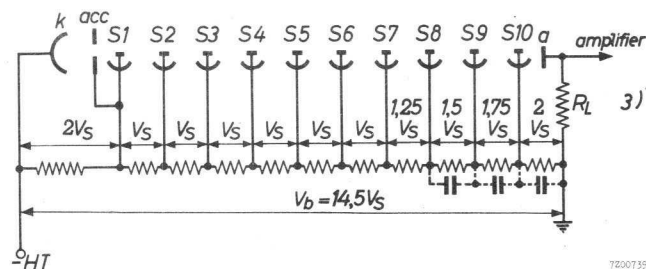 k acc S1 S2 S3 S4 S5 S6 S7 S8 S9 S10 a amplifier
RL 3)
2VS VS VS VS VS VS VS 1,25 VS 1,5 VS 1,75 VS 2 VS
Vb=14,5VS
-HT
7Z00735